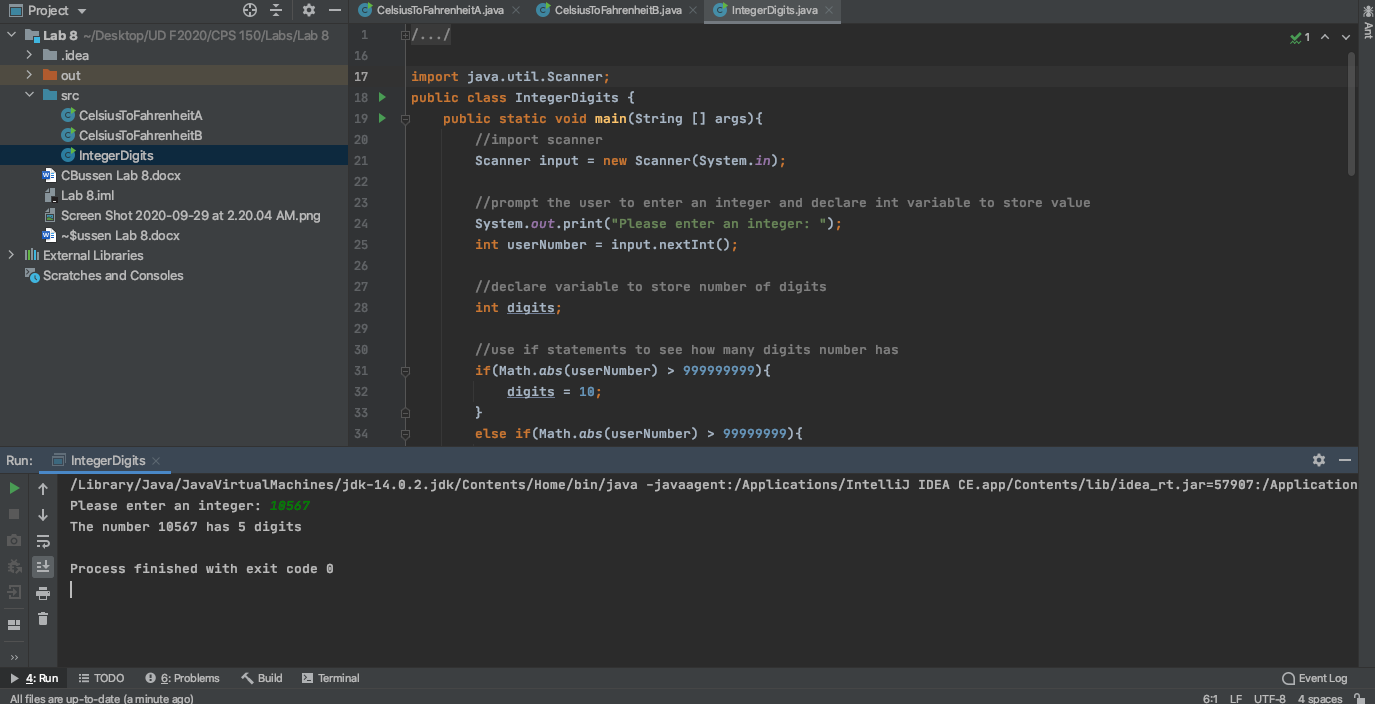 Project
CelsiusToFahrenheitA.java
CelsiusToFahrenheitB.java
IntegerDigits.java
Ant
Lab 8 ~/Desktop/UD F2020/CPS 150/Labs/Lab 8
.idea
out
src
CelsiusToFahrenheitA
CelsiusToFahrenheitB
IntegerDigits
CBussen Lab 8.docx
Lab 8.iml
Screen Shot 2020-09-29 at 2.20.04 AM.png
~$ussen Lab 8.docx
External Libraries
Scratches and Consoles
1 /.../
1
16
17 import java.util.Scanner;
18 public class IntegerDigits {
19 public static void main(String [] args){
20 //import scanner
21 Scanner input = new Scanner(System.in);
22
23 //prompt the user to enter an integer and declare int variable to store value
24 System.out.print("Please enter an integer: ");
25 int userNumber = input.nextInt();
26
27 //declare variable to store number of digits
28 int digits;
29
30 //use if statements to see how many digits number has
31 if(Math.abs(userNumber) > 999999999){
32 digits = 10;
33 }
34 else if(Math.abs(userNumber) > 99999999){
Run: IntegerDigits
/Library/Java/JavaVirtualMachines/jdk-14.0.2.jdk/Contents/Home/bin/java -javaagent:/Applications/IntelliJ IDEA CE.app/Contents/lib/idea_rt.jar=57907:/Application
Please enter an integer: 10567
The number 10567 has 5 digits
Process finished with exit code 0
4: Run TODO 6: Problems Build Terminal Event Log
All files are up-to-date (a minute ago) 6:1 LF UTF-8 4 spaces